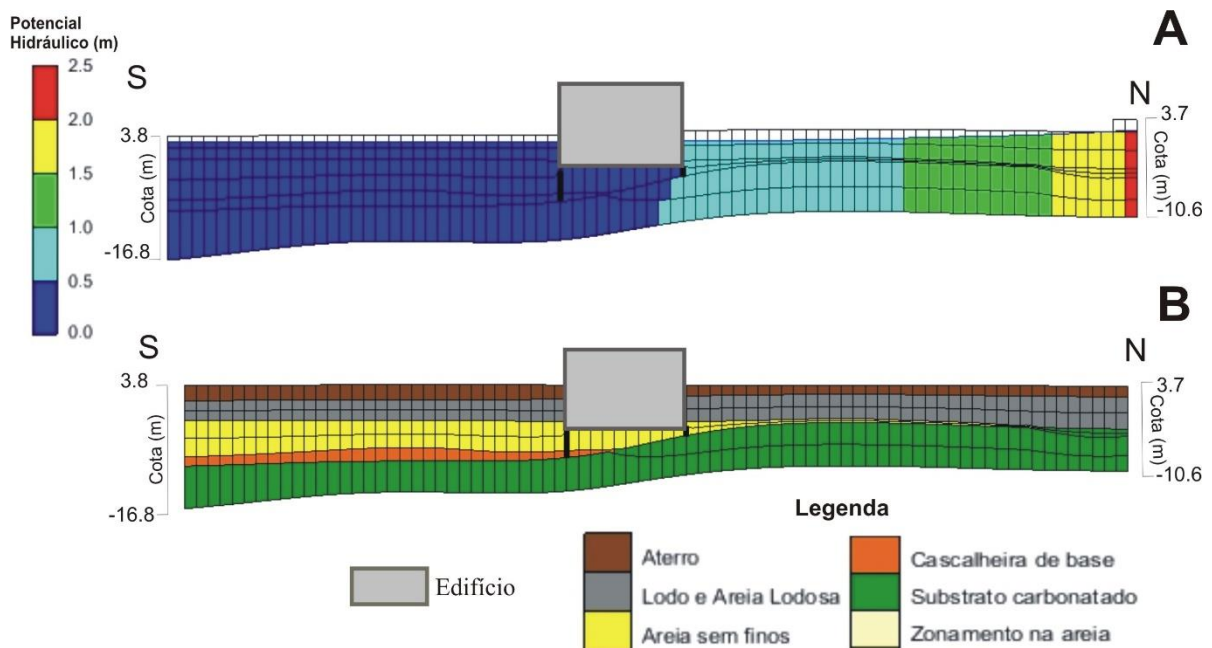 Potencial
Hidráulico (m)
A
2.5
2.0
1.5
1.0
0.5
0.0
S
N
3.8
3.7
Cota (m)
Cota (m)
-10.6
-16.8
B
S
N
3.8
3.7
Cota (m)
Cota (m)
-10.6
-16.8
Legenda
Edifício
Aterro
Lodo e Areia Lodosa
Areia sem finos
Cascalheira de base
Substrato carbonatado
Zonamento na areia